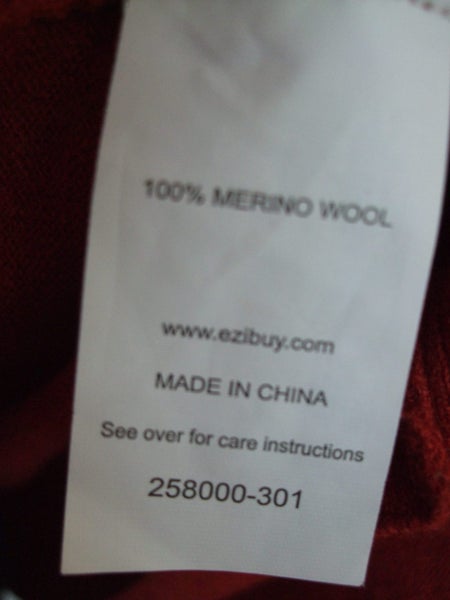 100% MERINO WOOL
www.ezibuy.com
MADE IN CHINA
See over for care instructions
258000-301